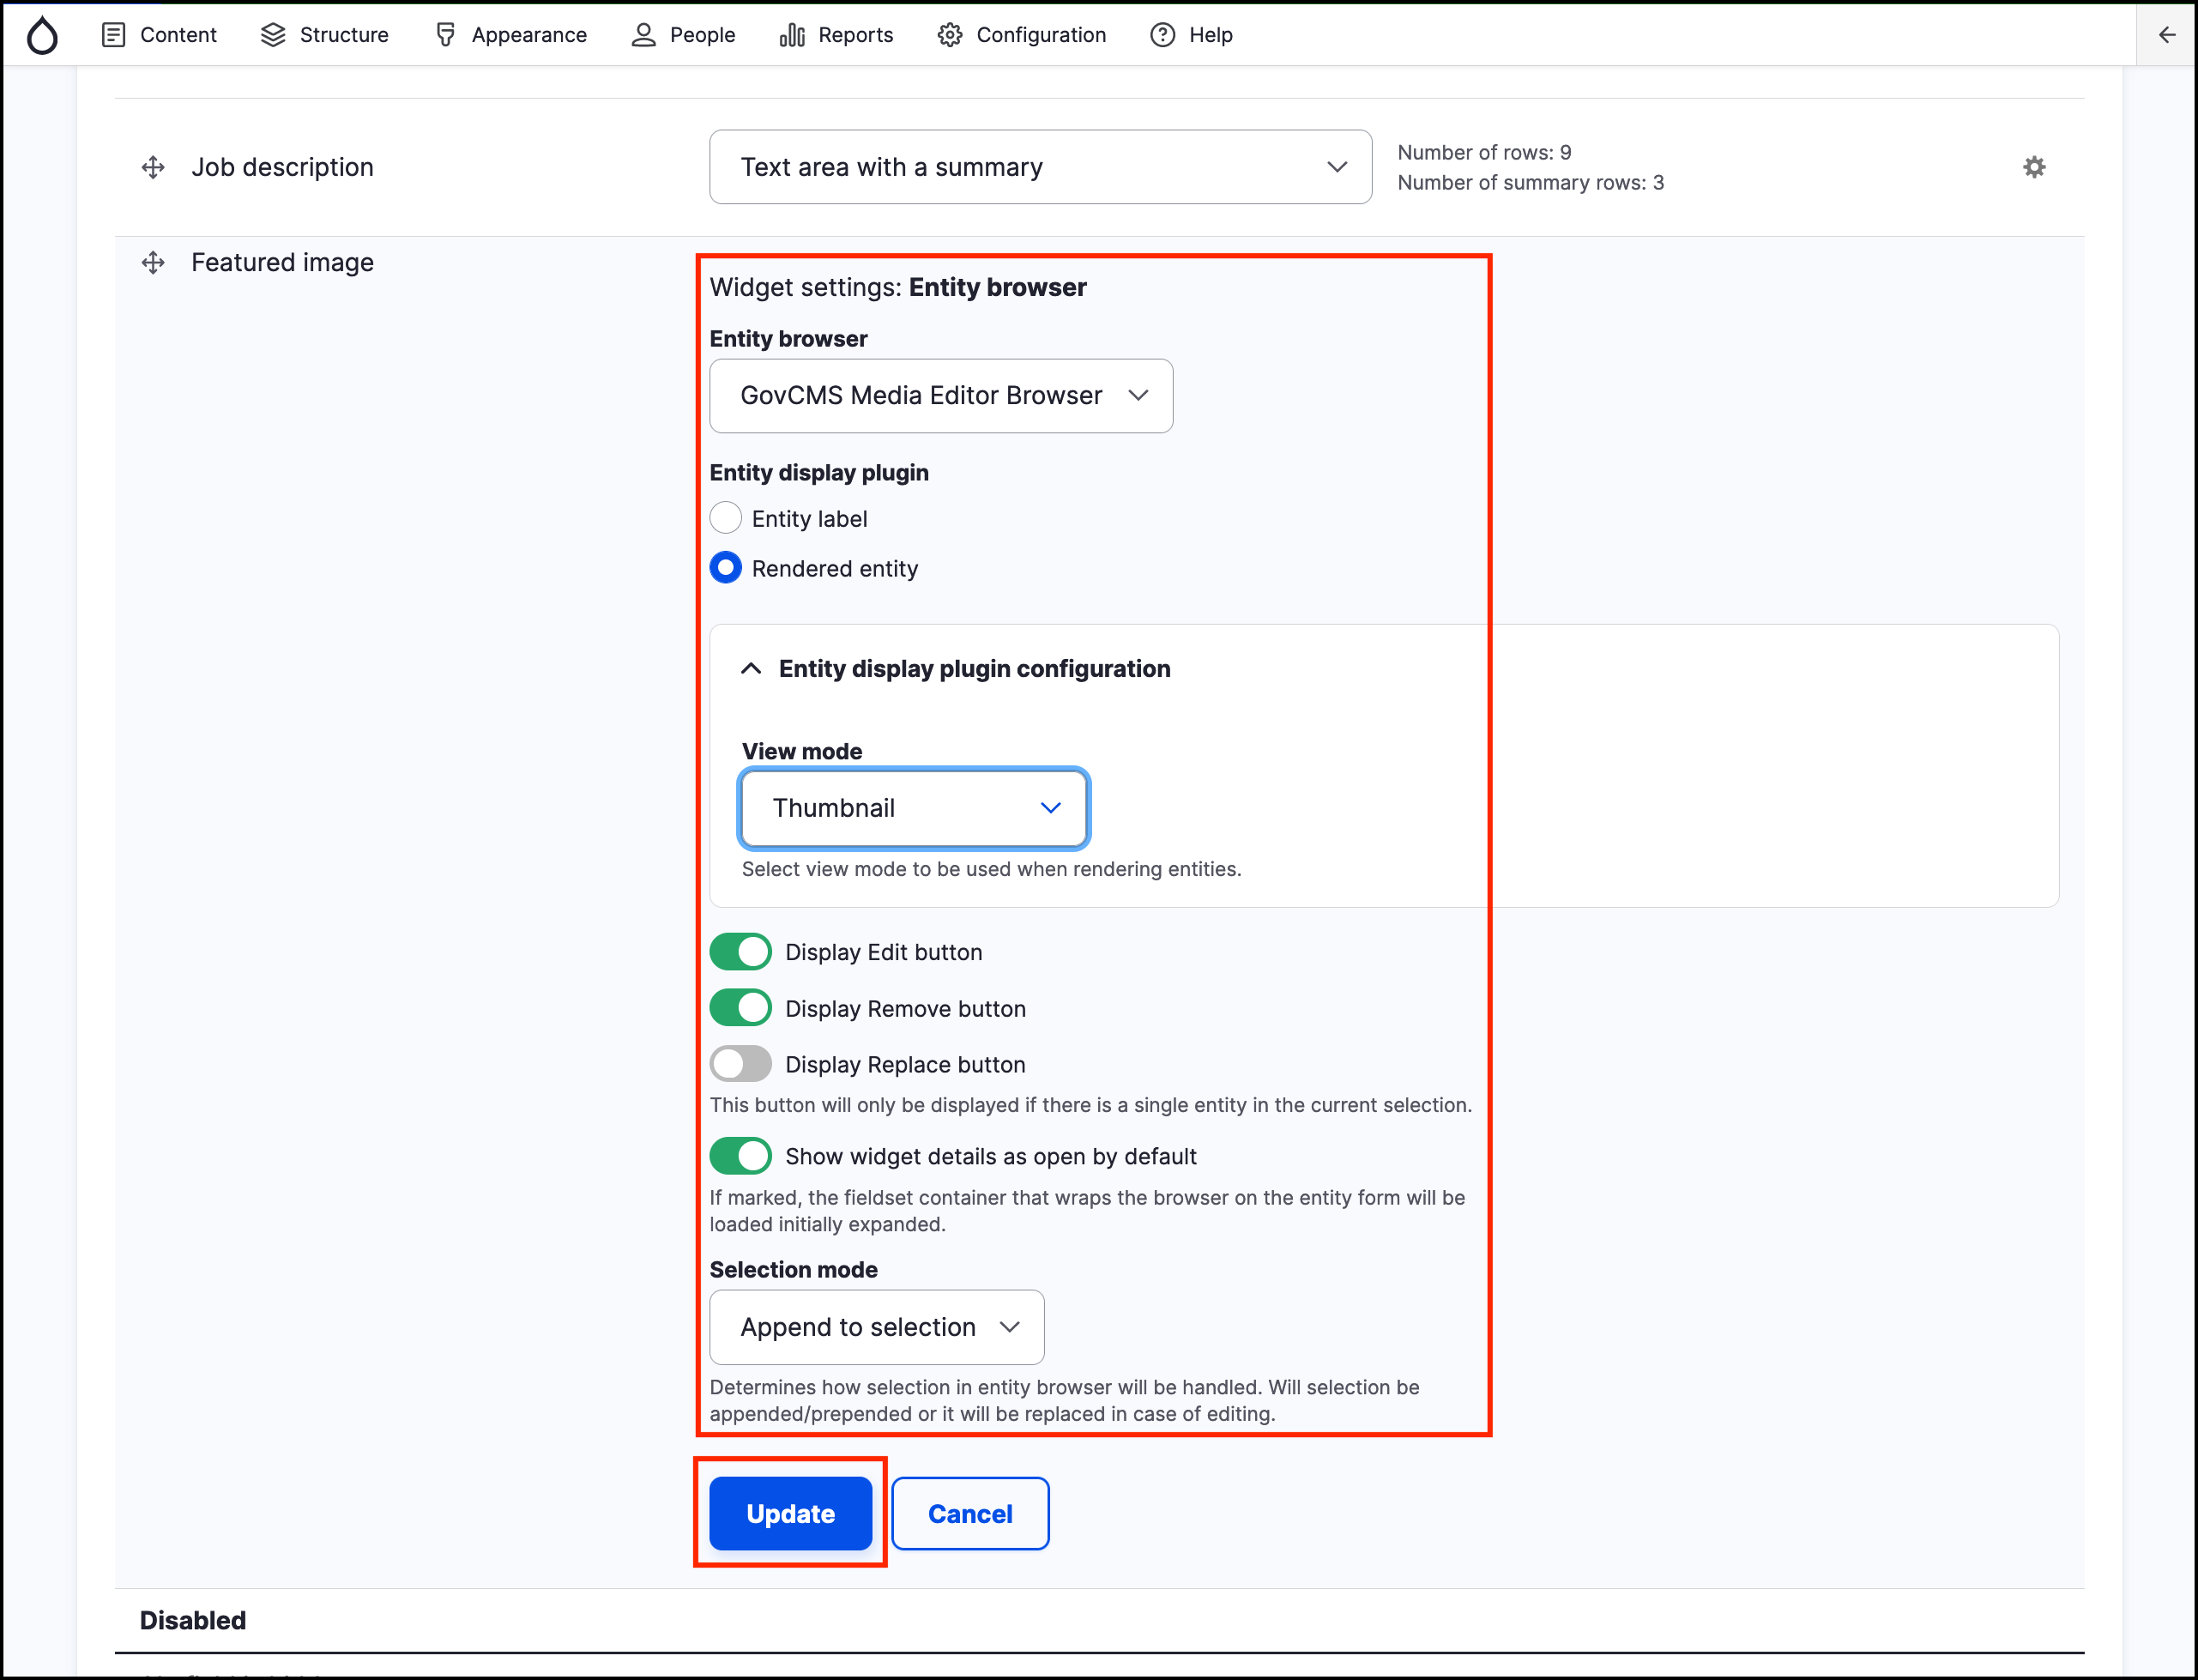 Content
Structure
Appearance
People
Reports
Configuration
Help
Job description
Text area with a summary
Number of rows: 9
Number of summary rows: 3
Featured image
Widget settings: Entity browser
Entity browser
GovCMS Media Editor Browser
Entity display plugin
Entity label
Rendered entity
Entity display plugin configuration
View mode
Thumbnail
Select view mode to be used when rendering entities.
Display Edit button
Display Remove button
Display Replace button
This button will only be displayed if there is a single entity in the current selection.
Show widget details as open by default
If marked, the fieldset container that wraps the browser on the entity form will be
loaded initially expanded.
Selection mode
Append to selection
Determines how selection in entity browser will be handled. Will selection be
appended/prepended or it will be replaced in case of editing.
Update
Cancel
Disabled